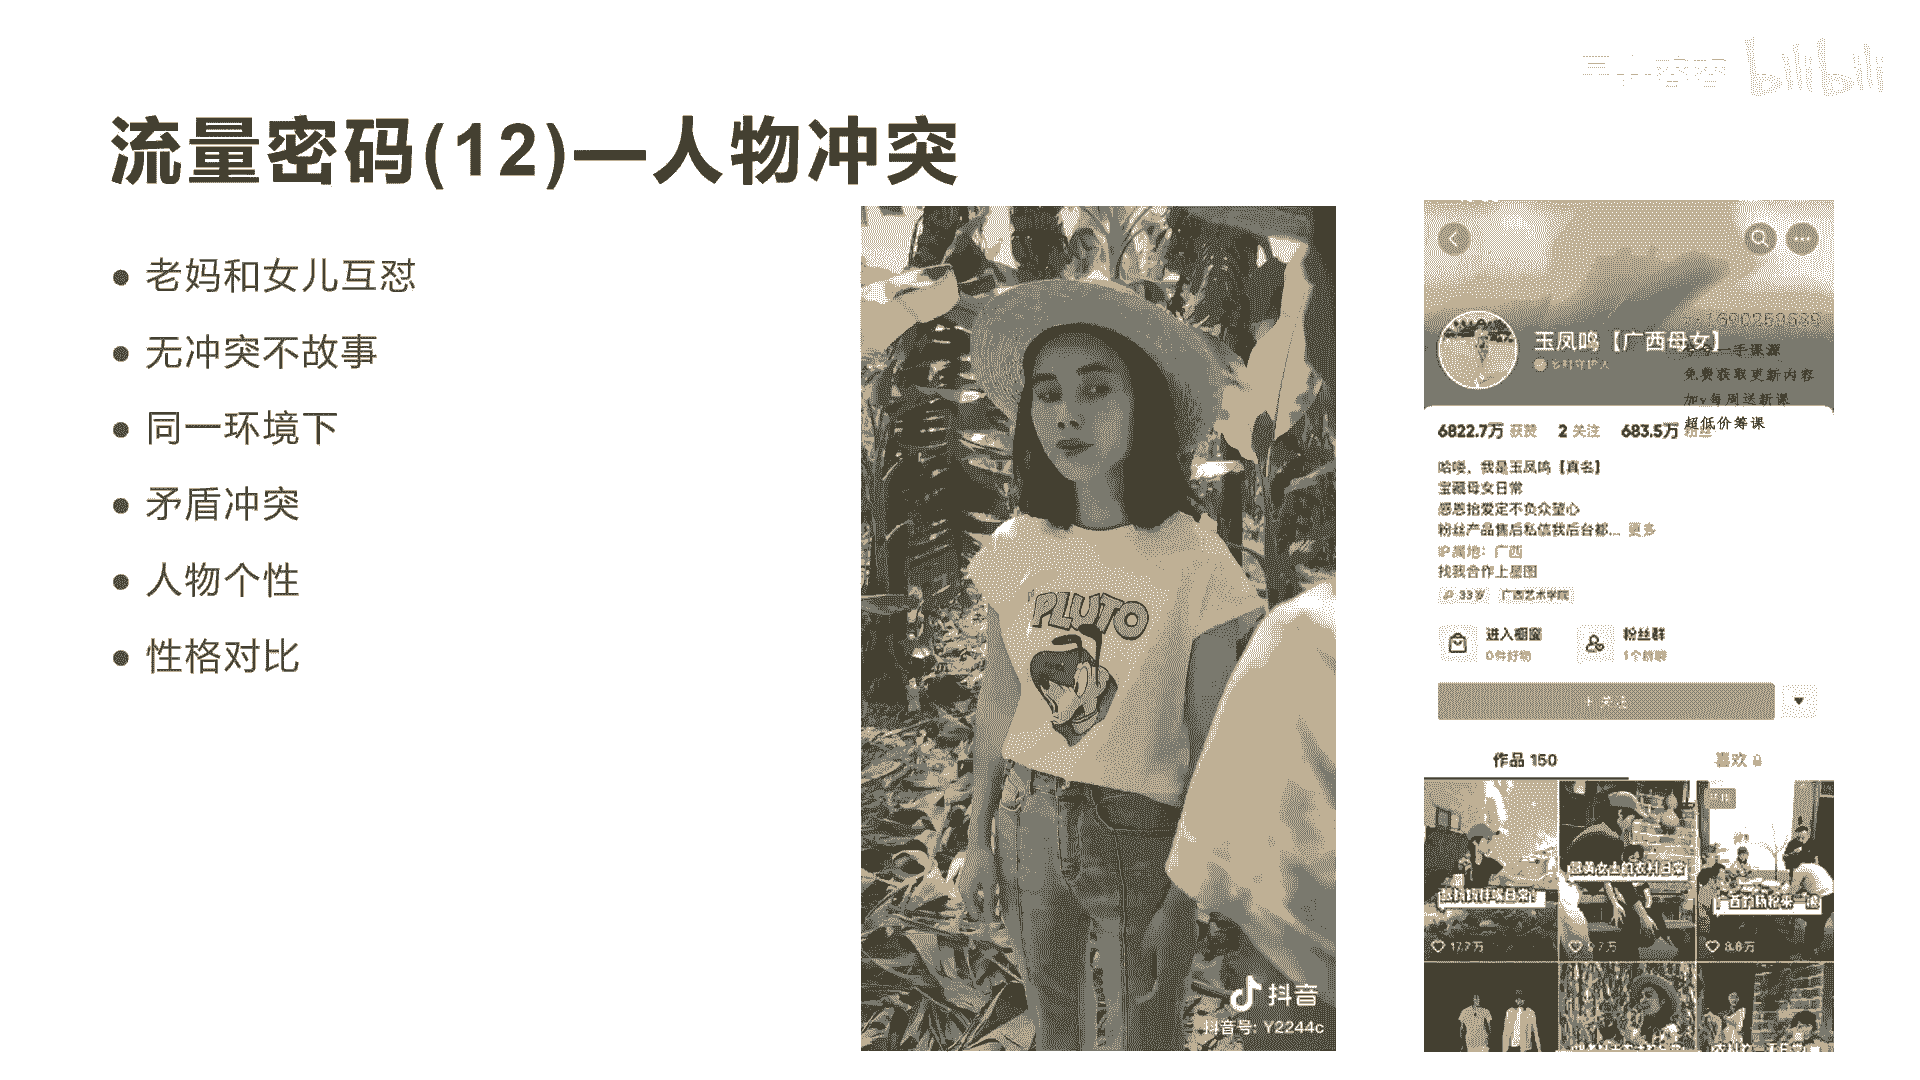 bilibili
流量密码(12)—人物冲突
老妈和女儿互怼
无冲突不故事
同一环境下
矛盾冲突
人物个性
性格对比
PLUTO
抖音
抖音号: Y2244c
玉凤鸣【广西母女】
一手课源
免费获取更新内容
加v每周送新课
超低价筹课
6822.7万 获赞 2 关注 683.5万 粉丝
哈喽，我是玉凤鸣【真名】
宝藏母女日常
感恩抬爱定不负众望心
粉丝产品售后私信我后台都... 更多
IP属地：广西
找我合作上星图
33岁 广西艺术学院
进入橱窗 粉丝群
0件好物 1个群聊
+ 关注
作品 150 喜欢
17.7万 9.7万 8.8万